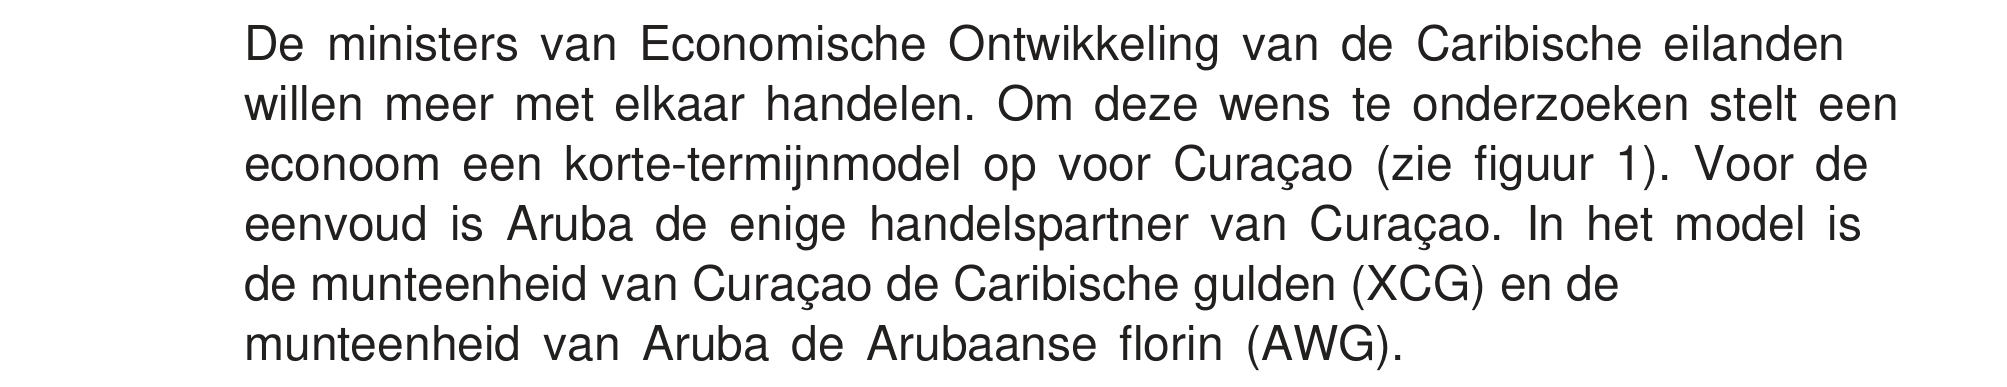 De ministers van Economische Ontwikkeling van de Caribische eilanden
willen meer met elkaar handelen. Om deze wens te onderzoeken stelt een
econoom een korte-termijnmodel op voor Curaçao (zie figuur 1). Voor de
eenvoud is Aruba de enige handelspartner van Curaçao. In het model is
de munteenheid van Curaçao de Caribische gulden (XCG) en de
munteenheid van Aruba de Arubaanse florin (AWG).